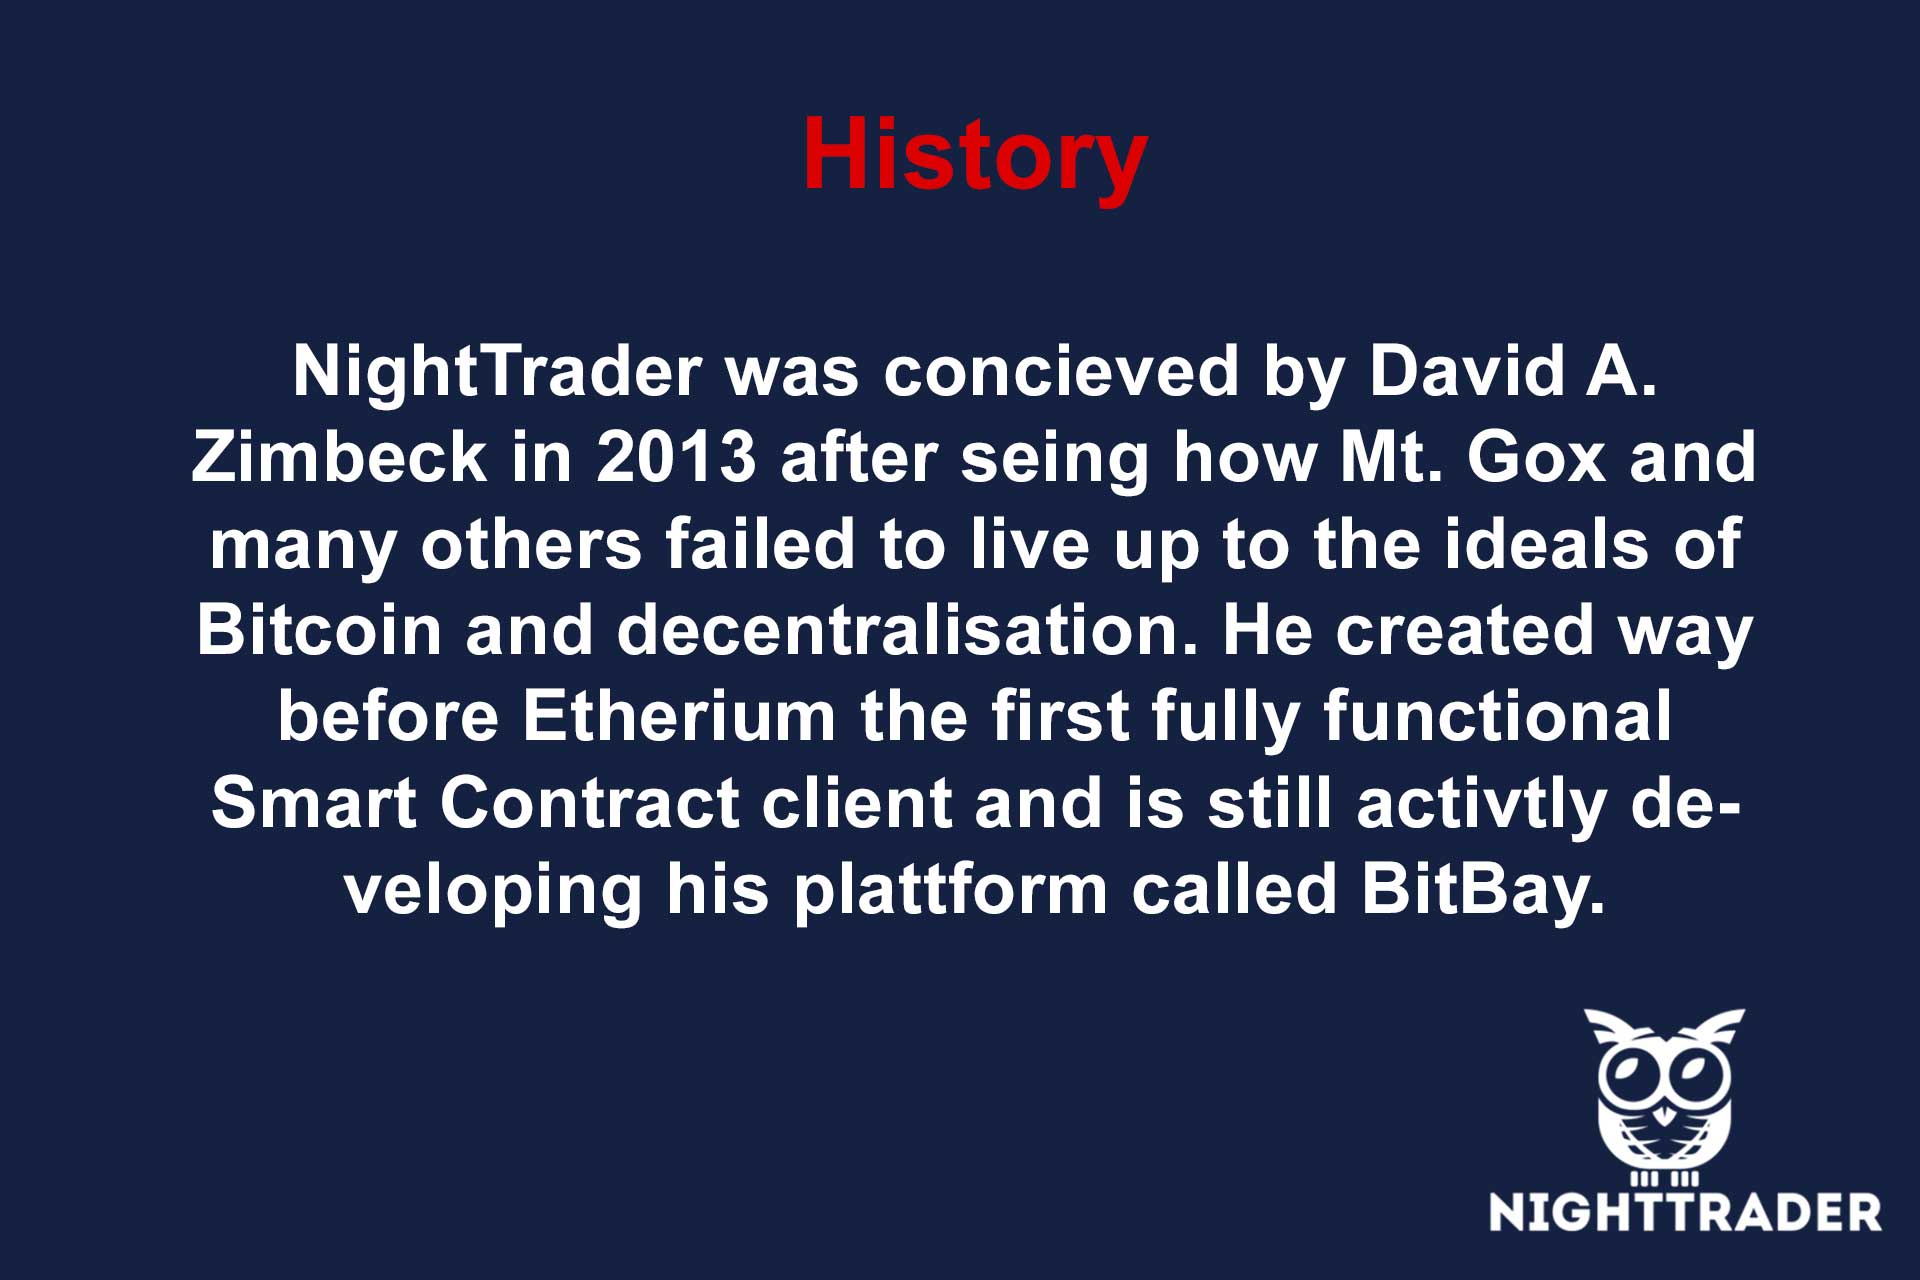 History
NightTrader was concieved by David A.
Zimbeck in 2013 after seing how Mt. Gox and
many others failed to live up to the ideals of
Bitcoin and decentralisation. He created way
before Etherium the first fully functional
Smart Contract client and is still activtly de-
veloping his plattform called BitBay.
NIGHTTRADER